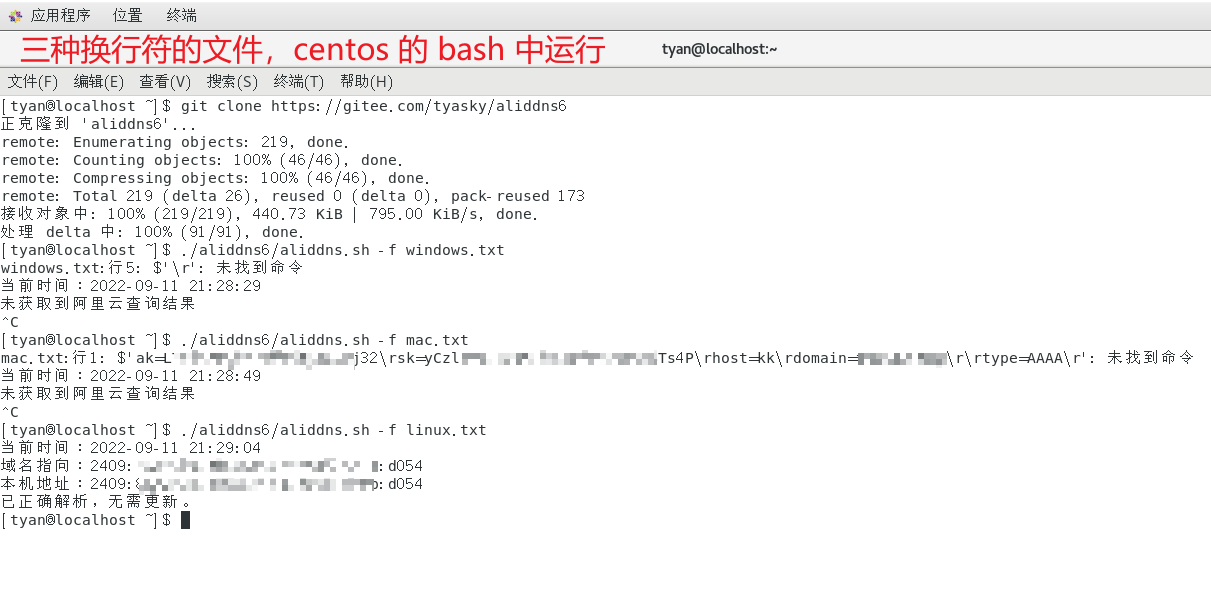 应用程序 位置 终端
三种换行符的文件，centos 的 bash 中运行
tyan@localhost:~
文件(F) 编辑(E) 查看(V) 搜索(S) 终端(T) 帮助(H)
[tyan@localhost ~]$ git clone https://gitee.com/tyasky/aliddns6
正克隆到 'aliddns6'...
remote: Enumerating objects: 219, done.
remote: Counting objects: 100% (46/46), done.
remote: Compressing objects: 100% (46/46), done.
remote: Total 219 (delta 26), reused 0 (delta 0), pack-reused 173
接收对象中: 100% (219/219), 440.73 KiB | 795.00 KiB/s, done.
处理 delta 中: 100% (91/91), done.
[tyan@localhost ~]$ ./aliddns6/aliddns.sh -f windows.txt
windows.txt:行5: $'\r': 未找到命令
当前时间：2022-09-11 21:28:29
未获取到阿里云查询结果
^C
[tyan@localhost ~]$ ./aliddns6/aliddns.sh -f mac.txt
mac.txt:行1: $'ak=L j32\rsk=yCzl Ts4P\rhost=kk\rdomain= \r\rtype=AAAA\r': 未找到命令
当前时间：2022-09-11 21:28:49
未获取到阿里云查询结果
^C
[tyan@localhost ~]$ ./aliddns6/aliddns.sh -f linux.txt
当前时间：2022-09-11 21:29:04
域名指向：2409: :d054
本机地址：2409: :d054
已正确解析，无需更新。
[tyan@localhost ~]$